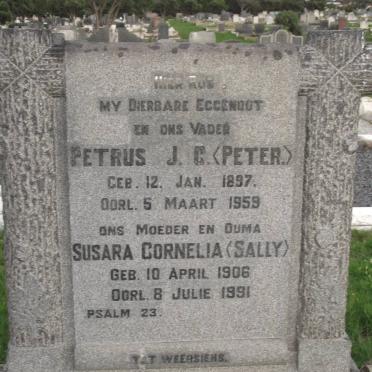 HIER RUS
MY DIERBARE EGGENOOT
EN ONS VADER
PETRUS J. C. (PETER.)
GEB. 12. JAN. 1897.
OORL. 5 MAART 1959
ONS MOEDER EN OUMA
SUSARA CORNELIA (SALLY)
GEB. 10 APRIL 1906
OORL. 8 JULIE 1991
PSALM 23.
TOT WEERSIENS.